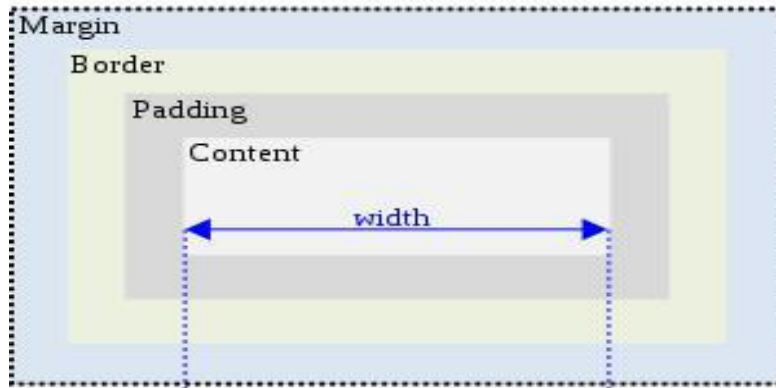 Margin
Border
Padding
Content
width